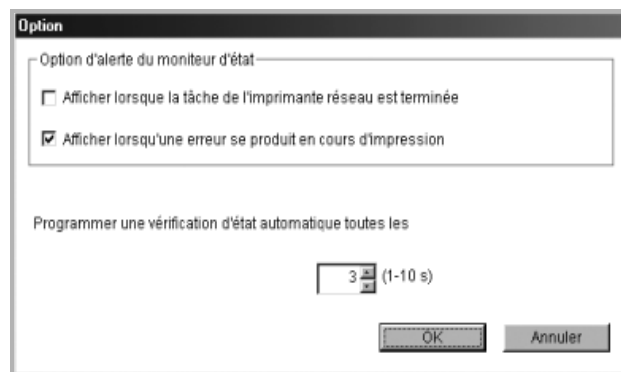 Option
Option d'alerte du moniteur d'état
Afficher lorsque la tâche de l'imprimante réseau est terminée
Afficher lorsqu'une erreur se produit en cours d'impression
Programmer une vérification d'état automatique toutes les
3 (1-10 s)
OK Annuler